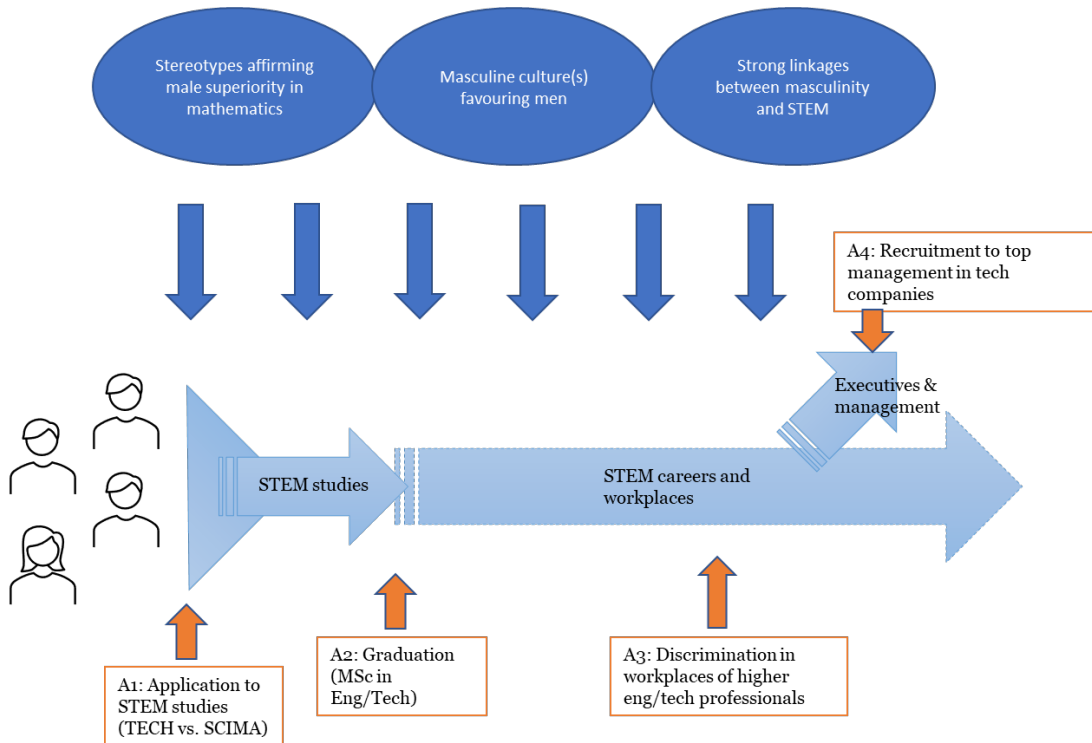 Stereotypes affirming
male superiority in
mathematics
Masculine culture(s)
favouring men
Strong linkages
between masculinity
and STEM
A4: Recruitment to top
management in tech
companies
Executives &
management
STEM studies
STEM careers and
workplaces
A1: Application to
STEM studies
(TECH vs. SCIMA)
A2: Graduation
(MSc in
Eng/Tech)
A3: Discrimination in
workplaces of higher
eng/tech professionals